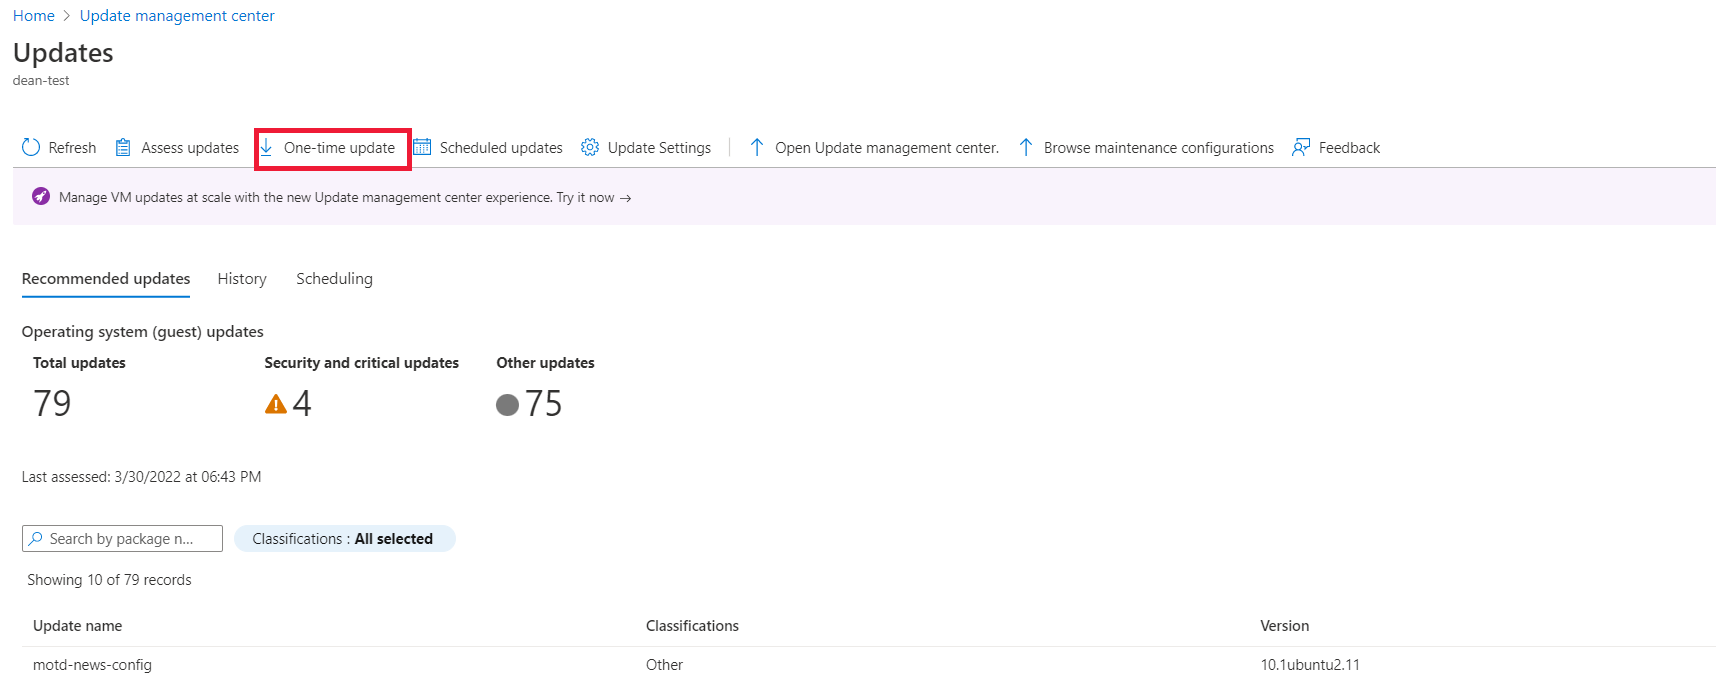 Home > Update management center
Updates
dean-test
Refresh Assess updates One-time update Scheduled updates Update Settings Open Update management center. Browse maintenance configurations Feedback
Manage VM updates at scale with the new Update management center experience. Try it now →
Recommended updates History Scheduling
Operating system (guest) updates
Total updates Security and critical updates Other updates
79 4 75
Last assessed: 3/30/2022 at 06:43 PM
Search by package n... Classifications : All selected
Showing 10 of 79 records
Update name Classifications Version
motd-news-config Other 10.1ubuntu2.11